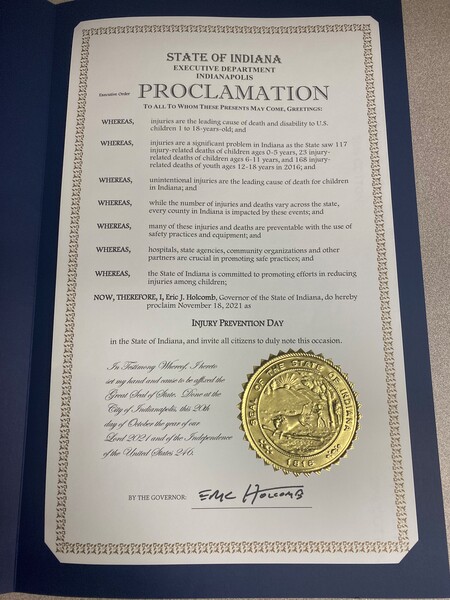 STATE OF INDIANA
EXECUTIVE DEPARTMENT
INDIANAPOLIS
Executive Order PROCLAMATION
TO ALL TO WHOM THESE PRESENTS MAY COME, GREETINGS:
WHEREAS, injuries are the leading cause of death and disability to U.S.
children 1 to 18-years-old; and
WHEREAS, injuries are a significant problem in Indiana as the State saw 117
injury-related deaths of children ages 0-5 years, 23 injury-
related deaths of children ages 6-11 years, and 168 injury-
related deaths of youth ages 12-18 years in 2016; and
WHEREAS, unintentional injuries are the leading cause of death for children
in Indiana; and
WHEREAS, while the number of injuries and deaths vary across the state,
every county in Indiana is impacted by these events; and
WHEREAS, many of these injuries and deaths are preventable with the use of
safety practices and equipment; and
WHEREAS, hospitals, state agencies, community organizations and other
partners are crucial in promoting safe practices; and
WHEREAS, the State of Indiana is committed to promoting efforts in reducing
injuries among children;
NOW, THEREFORE, I, Eric J. Holcomb, Governor of the State of Indiana, do hereby
proclaim November 18, 2021 as
INJURY PREVENTION DAY
in the State of Indiana, and invite all citizens to duly note this occasion.
In Testimony Whereof, I hereto
set my hand and cause to be affixed the
Great Seal of State. Done at the
City of Indianapolis, this 20th
day of October the year of our
Lord 2021 and of the Independence
of the United States 246.
SEAL OF THE STATE OF INDIANA
1816
BY THE GOVERNOR: Eric Holcomb